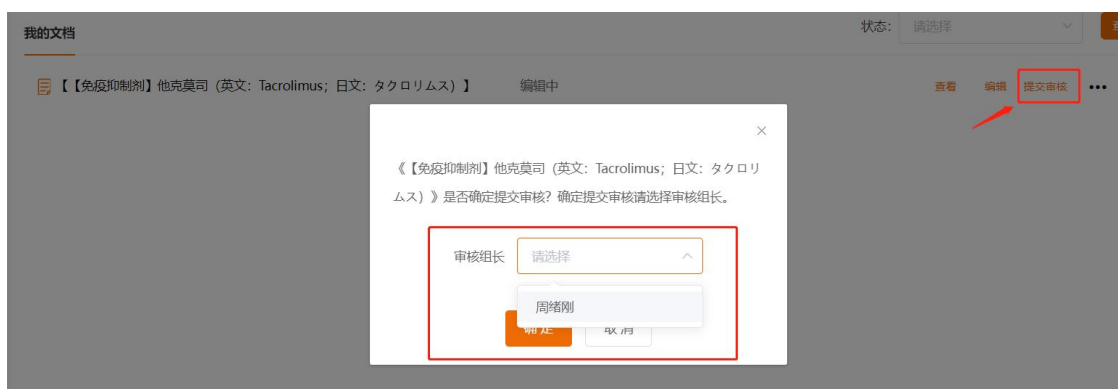 我的文档
状态：
请选择
【【免疫抑制剂】他克莫司（英文：Tacrolimus；日文：タクロリムス）】
编辑中
查看
编辑
提交审核
《【免疫抑制剂】他克莫司（英文：Tacrolimus；日文：タクロリ
ムス）》是否确定提交审核？确定提交审核请选择审核组长。
审核组长
请选择
周绪刚
确定
取消